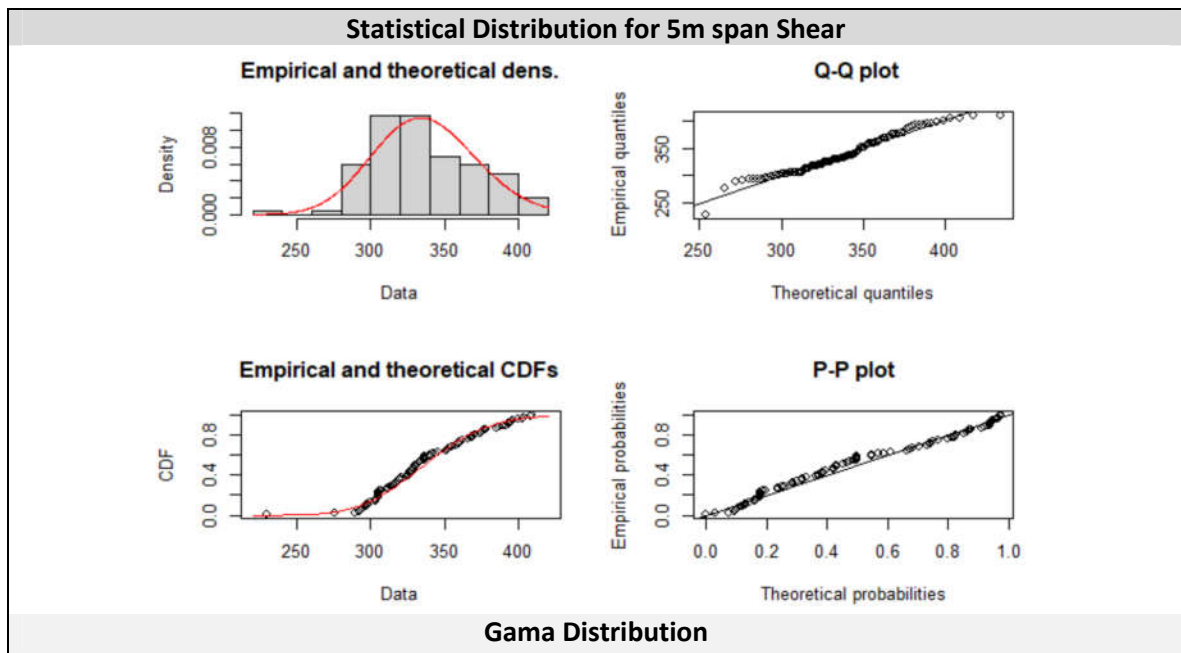 Statistical Distribution for 5m span Shear
Empirical and theoretical dens.
Density
0.000
0.008
250 300 350 400
Data
Q-Q plot
Empirical quantiles
250
350
300 350 400
Theoretical quantiles
Empirical and theoretical CDFs
CDF
0.0
0.4
0.8
250 300 350 400
Data
P-P plot
Empirical probabilities
0.0
0.4
0.8
0.0 0.2 0.4 0.6 0.8 1.0
Theoretical probabilities
Gama Distribution